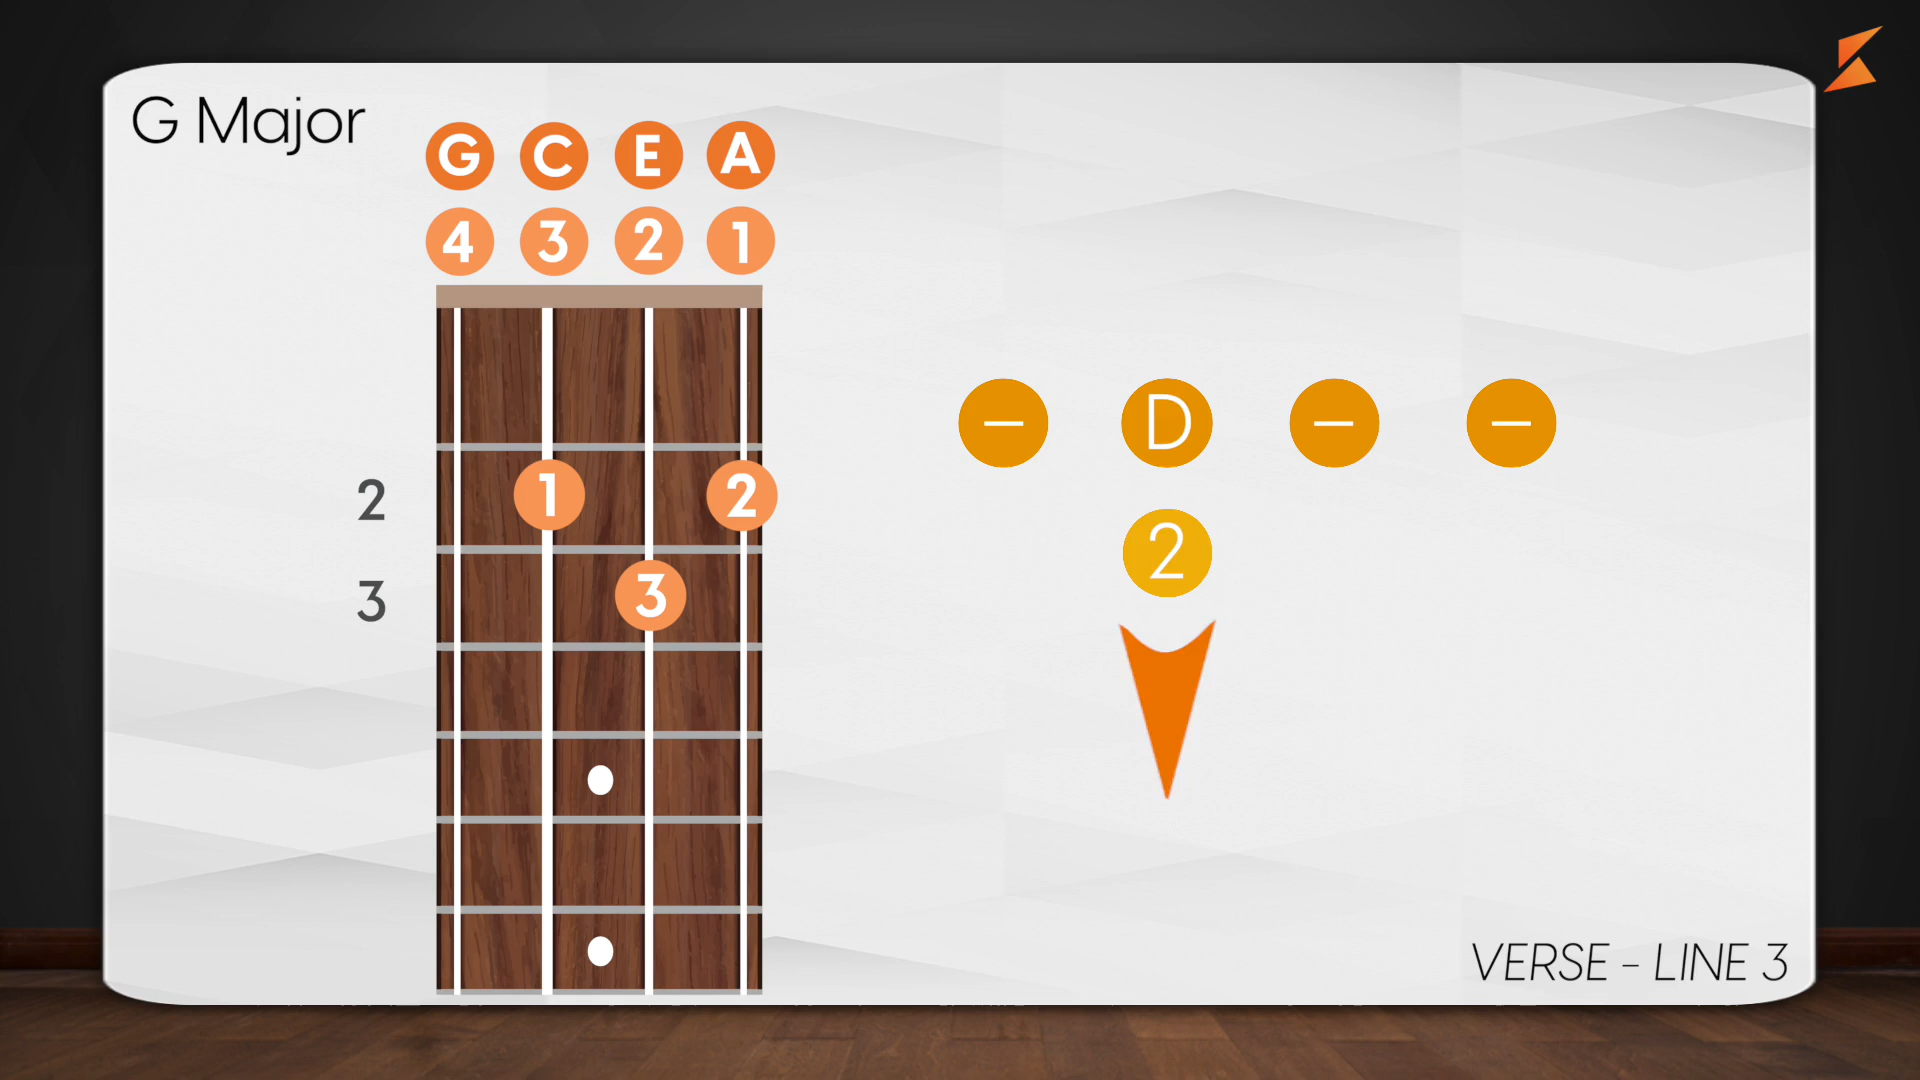 G Major
G C E A
4 3 2 1
– D – –
2 1 2
2
3 3
VERSE – LINE 3